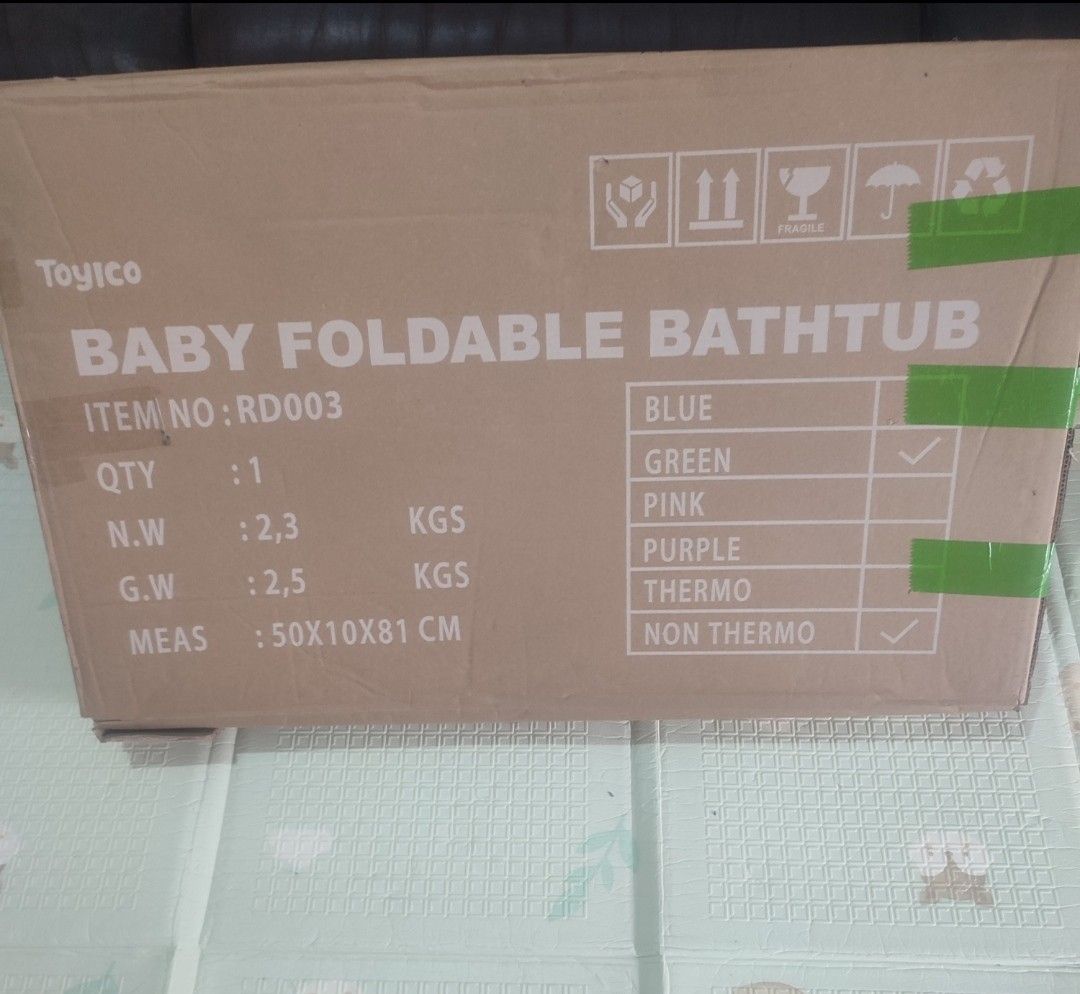 FRAGILE
Toyico
BABY FOLDABLE BATHTUB
ITEM NO : RD003
QTY : 1
N.W : 2,3 KGS
G.W : 2,5 KGS
MEAS : 50X10X81 CM
BLUE
GREEN ✓
PINK
PURPLE
THERMO
NON THERMO ✓